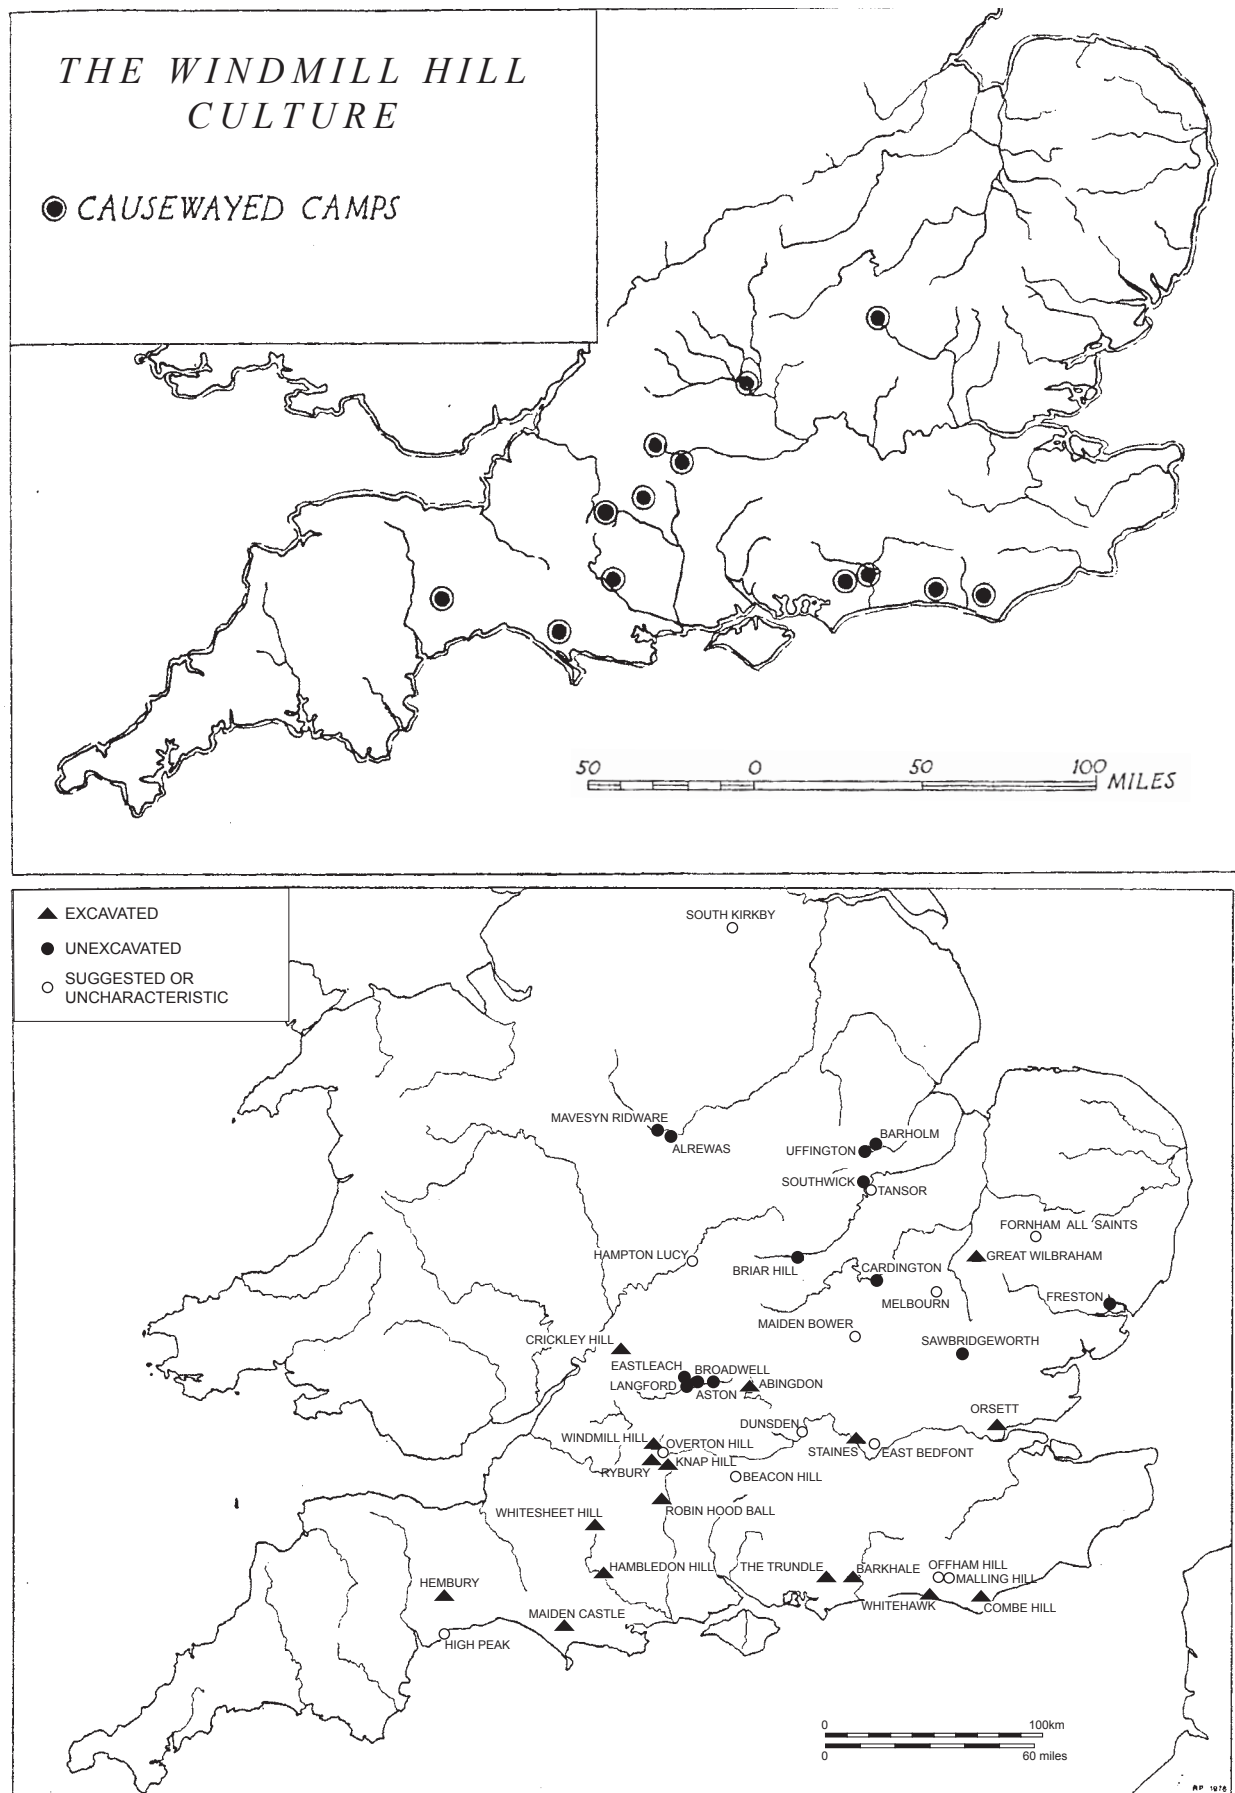 THE WINDMILL HILL
CULTURE
CAUSEWAYED CAMPS
50 0 50 100 MILES
EXCAVATED
UNEXCAVATED
SUGGESTED OR
UNCHARACTERISTIC
SOUTH KIRKBY
MAVESYN RIDWARE
ALREWAS
BARHOLM
UFFINGTON
SOUTHWICK
TANSOR
FORNHAM ALL SAINTS
HAMPTON LUCY
GREAT WILBRAHAM
BRIAR HILL
CARDINGTON
MELBOURN
FRESTON
MAIDEN BOWER
CRICKLEY HILL
SAWBRIDGEWORTH
EASTLEACH
BROADWELL
LANGFORD
ABINGDON
ASTON
ORSETT
DUNSDEN
WINDMILL HILL
OVERTON HILL
STAINES
EAST BEDFONT
KNAP HILL
RYBURY
BEACON HILL
WHITESHEET HILL
ROBIN HOOD BALL
HAMBLEDON HILL
THE TRUNDLE
BARKHALE
OFFHAM HILL
MALLING HILL
HEMBURY
WHITEHAWK
COMBE HILL
MAIDEN CASTLE
HIGH PEAK
0 100km
0 60 miles
RP 1976